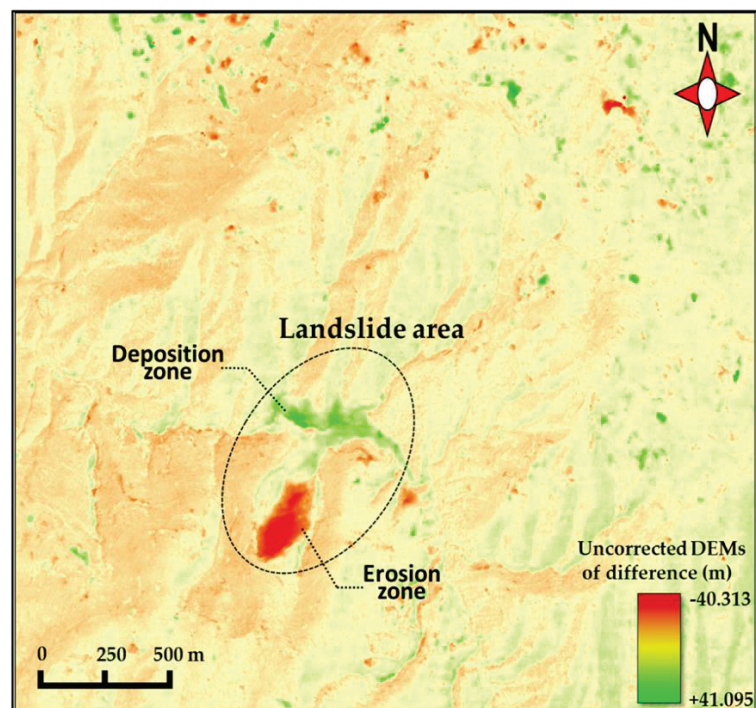 N
Landslide area
Deposition
zone
Erosion
zone
Uncorrected DEMs
of difference (m)
-40.313
+41.095
0 250 500 m